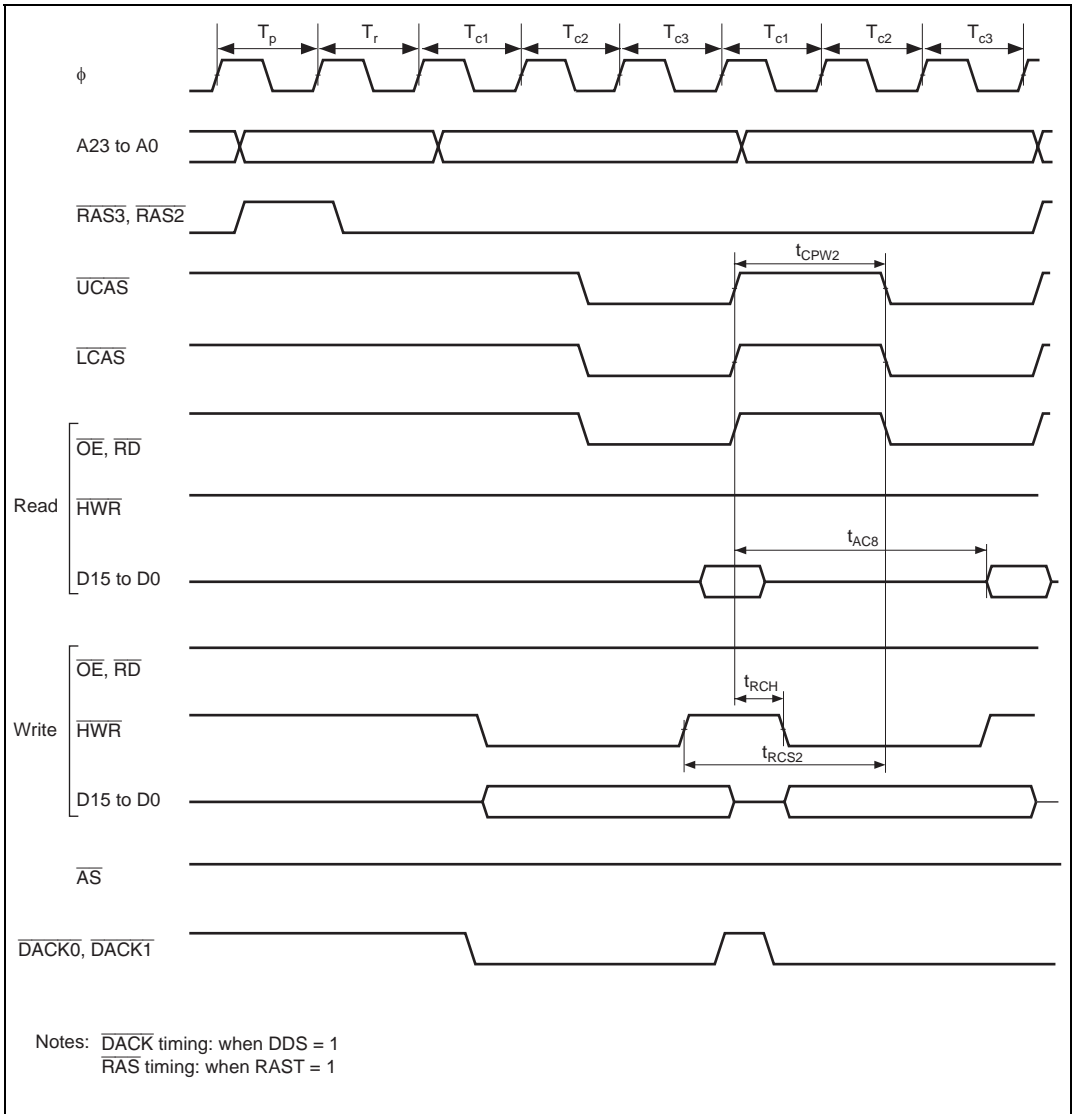 Tp Tr Tc1 Tc2 Tc3 Tc1 Tc2 Tc3
ϕ
A23 to A0
RAS3, RAS2
tCPW2
UCAS
LCAS
OE, RD
Read HWR
tAC8
D15 to D0
OE, RD
tRCH
Write HWR
tRCS2
D15 to D0
AS
DACK0, DACK1
Notes: DACK timing: when DDS = 1
RAS timing: when RAST = 1